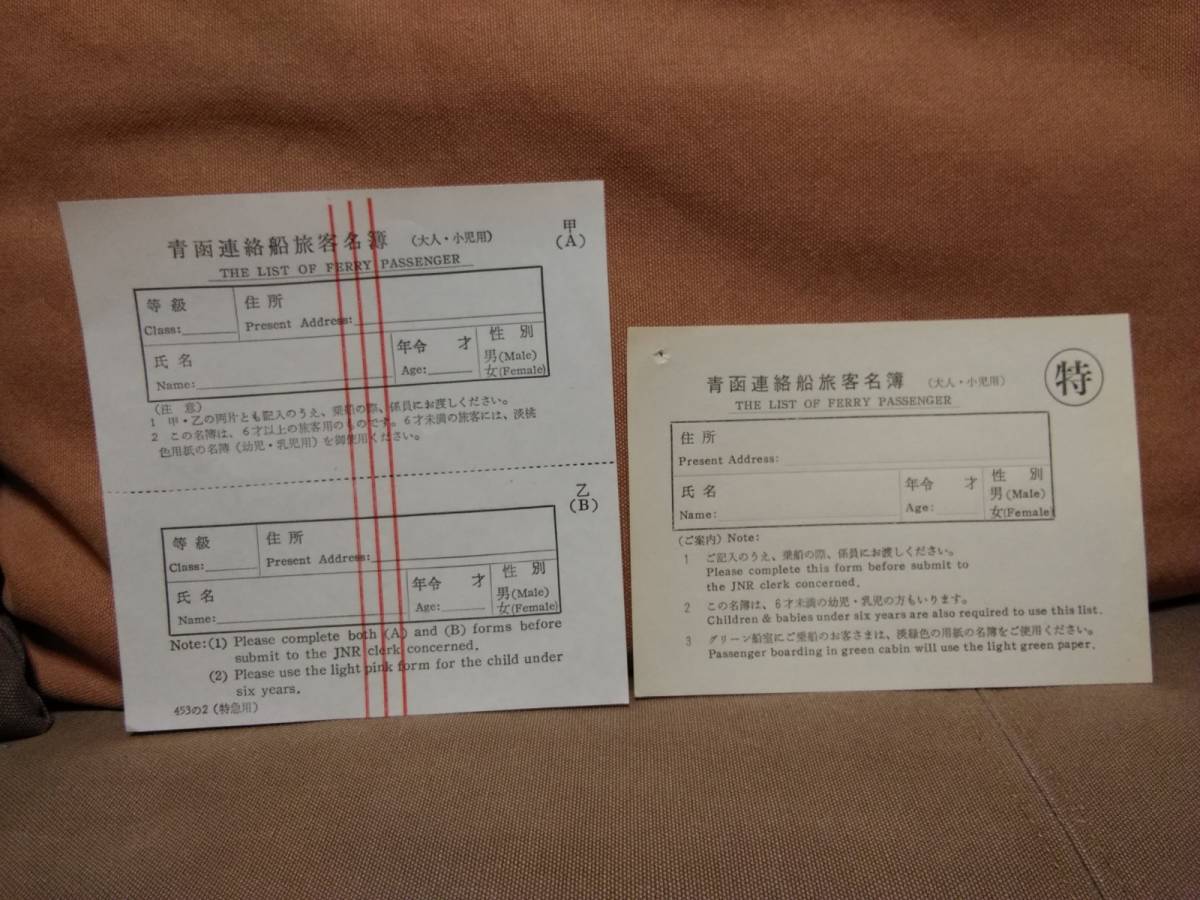 青函連絡船旅客名簿 (大人・小児用)
甲
(A)
THE LIST OF FERRY PASSENGER
等級 住所
Class: Present Address:
氏名 年令 才 性別
Name: Age: 男(Male)
女(Female)
(注 意)
1 甲・乙の両片とも記入のうえ、乗船の際、係員にお渡しください。
2 この名簿は、6才以上の旅客用のものです。6才未満の旅客には、淡桃
色用紙の名簿(幼児・乳児用)を御使用ください。
乙
(B)
等級 住所
Class: Present Address:
氏名 年令 才 性別
Name: Age: 男(Male)
女(Female)
Note:(1) Please complete both (A) and (B) forms before
submit to the JNR clerk concerned.
(2) Please use the light pink form for the child under
six years.
453の2(特急用)
青函連絡船旅客名簿 (大人・小児用)
特
THE LIST OF FERRY PASSENGER
住所
Present Address:
氏名 年令 才 性別
Name: Age: 男(Male)
女(Female)
(ご案内) Note:
1 ご記入のうえ、乗船の際、係員にお渡しください。
Please complete this form before submit to
the JNR clerk concerned.
2 この名簿は、6才未満の幼児・乳児の方もいります。
Children & babies under six years are also required to use this list.
3 グリーン船室にご乗船のお客さまは、淡緑色の用紙の名簿をご使用ください。
Passenger boarding in green cabin will use the light green paper.